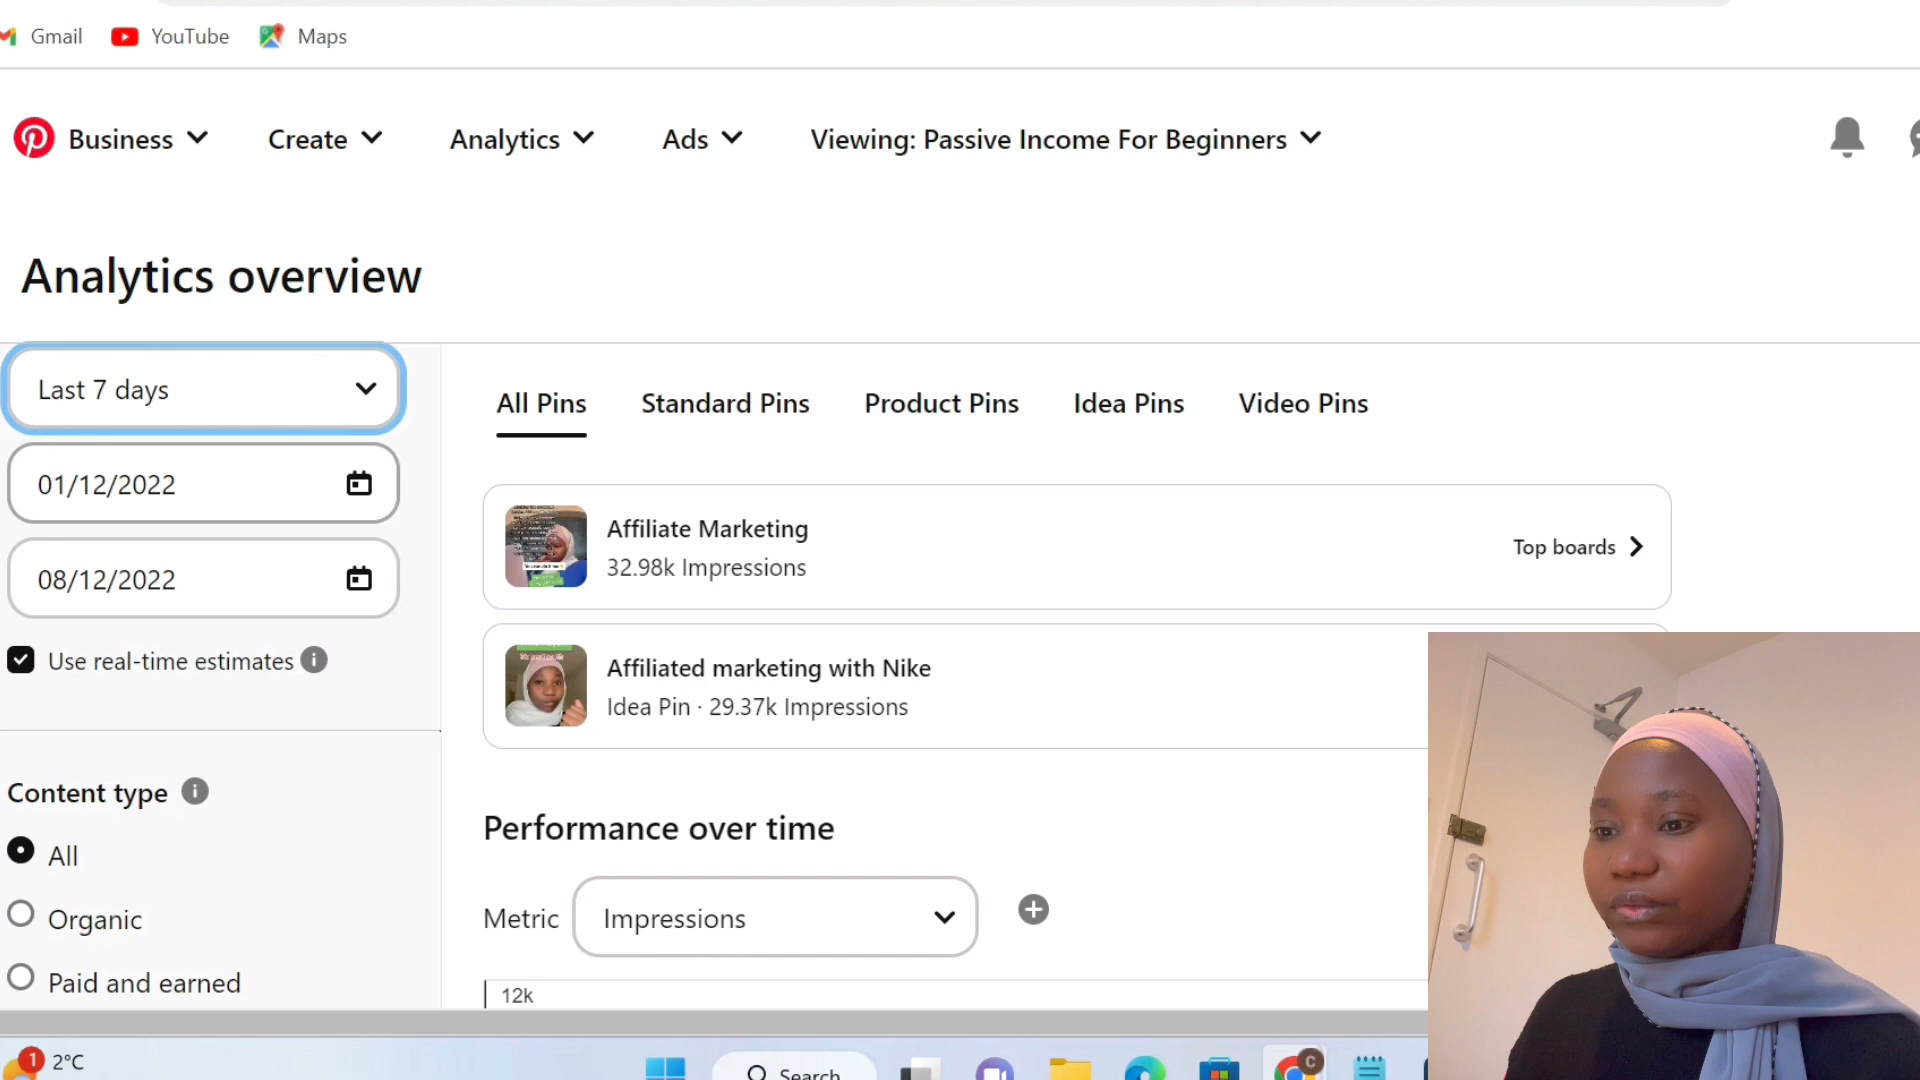 Gmail YouTube Maps
Business Create Analytics Ads Viewing: Passive Income For Beginners
Analytics overview
Last 7 days
01/12/2022
08/12/2022
Use real-time estimates
Content type
All
Organic
Paid and earned
All Pins Standard Pins Product Pins Idea Pins Video Pins
Affiliate Marketing
32.98k Impressions
Top boards
Affiliated marketing with Nike
Idea Pin · 29.37k Impressions
Performance over time
Metric Impressions
12k
1 2°C
Search
C